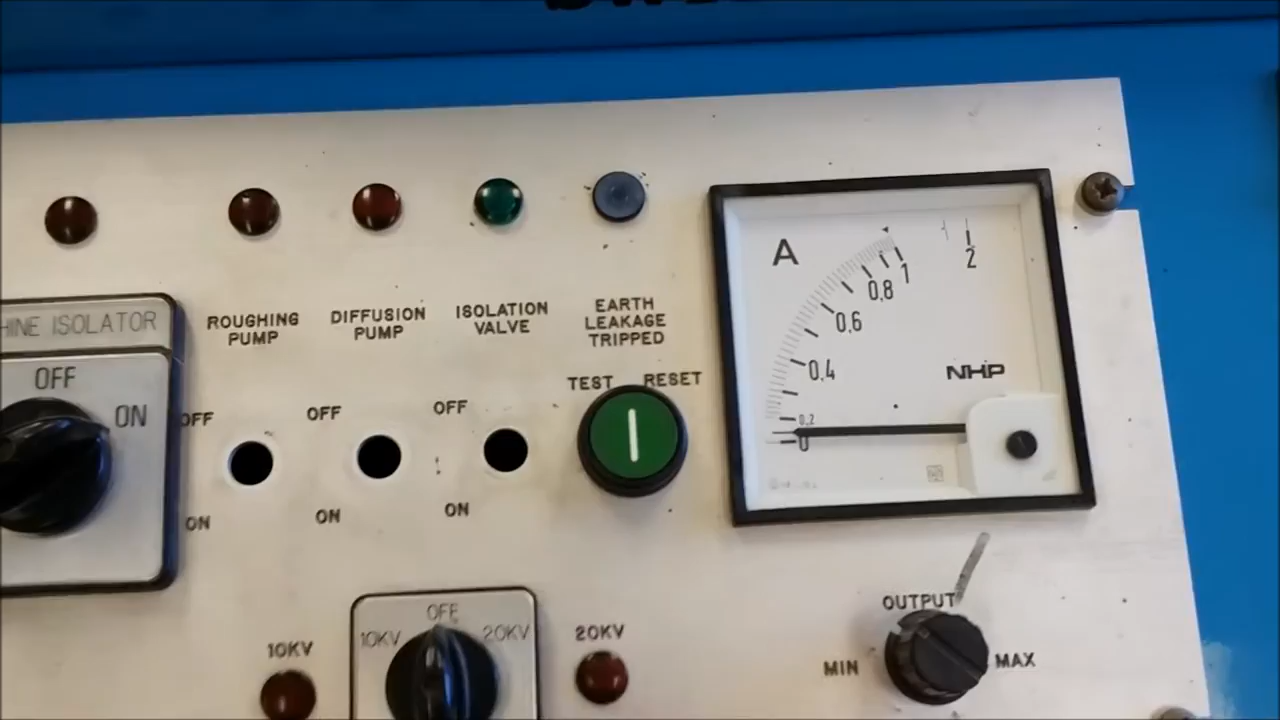 A
1
2
0,8
0,6
0,4
0,2
0
NHP
HINE ISOLATOR
OFF
ON
ROUGHING
PUMP
DIFFUSION
PUMP
ISOLATION
VALVE
EARTH
LEAKAGE
TRIPPED
TEST RESET
OFF
OFF
OFF
ON
ON
ON
10KV
OFF
10KV
20KV
20KV
OUTPUT
MIN
MAX